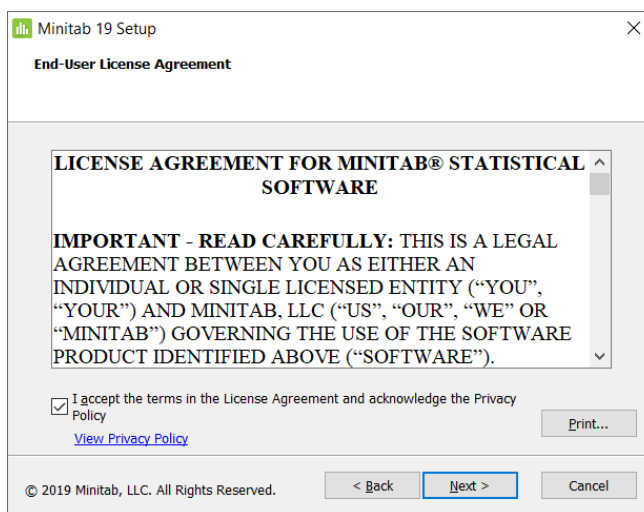 Minitab 19 Setup
End-User License Agreement
LICENSE AGREEMENT FOR MINITAB® STATISTICAL
SOFTWARE
IMPORTANT - READ CAREFULLY: THIS IS A LEGAL
AGREEMENT BETWEEN YOU AS EITHER AN
INDIVIDUAL OR SINGLE LICENSED ENTITY (“YOU”,
“YOUR”) AND MINITAB, LLC (“US”, “OUR”, “WE” OR
“MINITAB”) GOVERNING THE USE OF THE SOFTWARE
PRODUCT IDENTIFIED ABOVE (“SOFTWARE”).
I accept the terms in the License Agreement and acknowledge the Privacy
Policy
View Privacy Policy
Print...
© 2019 Minitab, LLC. All Rights Reserved.
< Back
Next >
Cancel